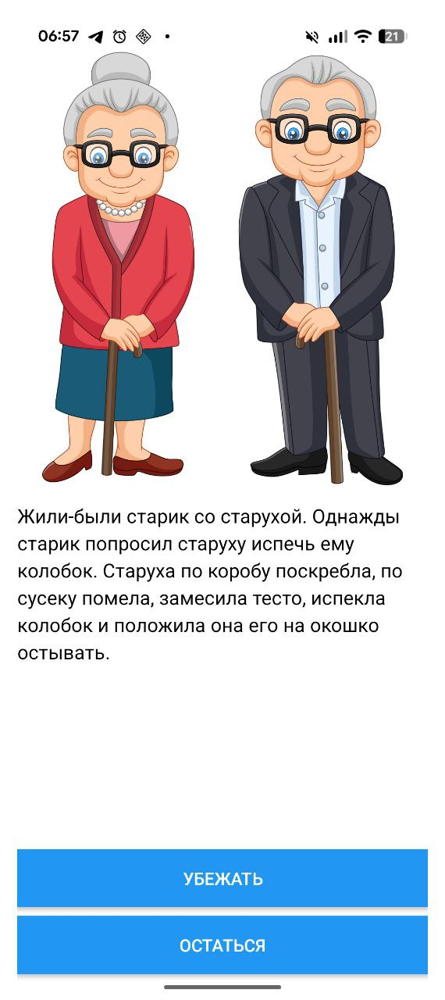 06:57
21
Жили-были старик со старухой. Однажды
старик попросил старуху испечь ему
колобок. Старуха по коробу поскребла, по
сусеку помела, замесила тесто, испекла
колобок и положила она его на окошко
остывать.
УБЕЖАТЬ
ОСТАТЬСЯ